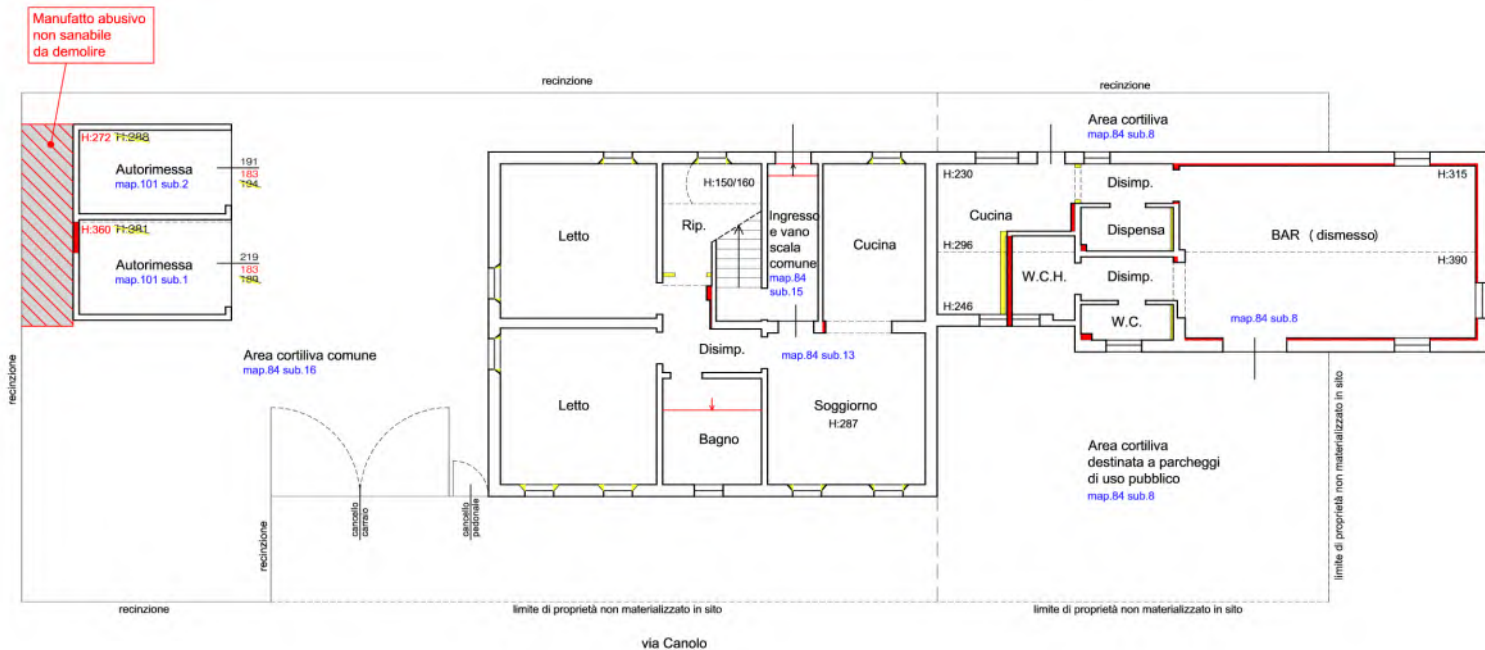 Manufatto abusivo
non sanabile
da demolire
recinzione
recinzione
Area cortiliva
map.84 sub.8
H:272 H:288
Autorimessa
map.101 sub.2
191
183
194
H:360 H:381
Autorimessa
map.101 sub.1
219
183
189
Letto
H:150/160
Rip.
Ingresso
e vano
scala
comune
map.84
sub.15
Cucina
H:230
Cucina
H:296
H:246
Disimp.
Dispensa
W.C.H.
Disimp.
W.C.
H:315
BAR ( dismesso)
H:390
map.84 sub.8
Area cortiliva comune
map.84 sub.16
Letto
Disimp.
Bagno
map.84 sub.13
Soggiorno
H:287
Area cortiliva
destinata a parcheggi
di uso pubblico
map.84 sub.8
recinzione
recinzione
cancello
carraio
cancello
pedonale
limite di proprietà non materializzato in sito
recinzione
limite di proprietà non materializzato in sito
limite di proprietà non materializzato in sito
via Canolo